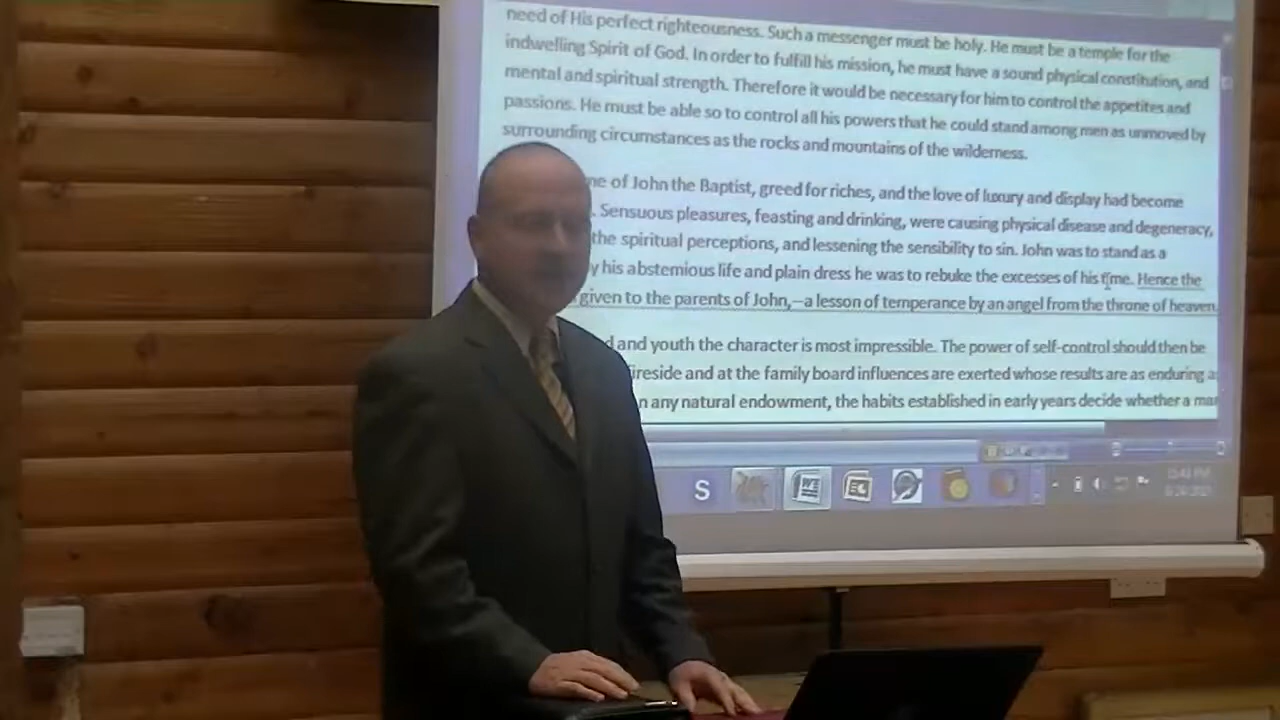 need of His perfect righteousness. Such a messenger must be holy. He must be a temple for the
indwelling Spirit of God. In order to fulfill his mission, he must have a sound physical constitution, and
mental and spiritual strength. Therefore it would be necessary for him to control the appetites and
passions. He must be able so to control all his powers that he could stand among men as unmoved by
surrounding circumstances as the rocks and mountains of the wilderness.
ne of John the Baptist, greed for riches, and the love of luxury and display had become
. Sensuous pleasures, feasting and drinking, were causing physical disease and degeneracy,
the spiritual perceptions, and lessening the sensibility to sin. John was to stand as a
y his abstemious life and plain dress he was to rebuke the excesses of his time. Hence the
given to the parents of John,—a lesson of temperance by an angel from the throne of heaven.
d and youth the character is most impressible. The power of self-control should then be
ireside and at the family board influences are exerted whose results are as enduring a
n any natural endowment, the habits established in early years decide whether a man
S